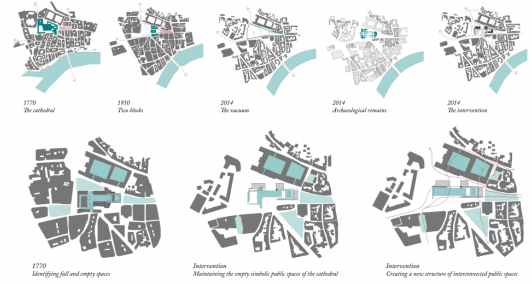 1770
The cathedral
1950
Two blocks
2014
The vacuum
2014
Archaeological remains
2014
The intervention
1770
Identifying full and empty spaces
Intervention
Maintaining the empty simbolic public spaces of the cathedral
Intervention
Creating a new structure of interconnected public spaces